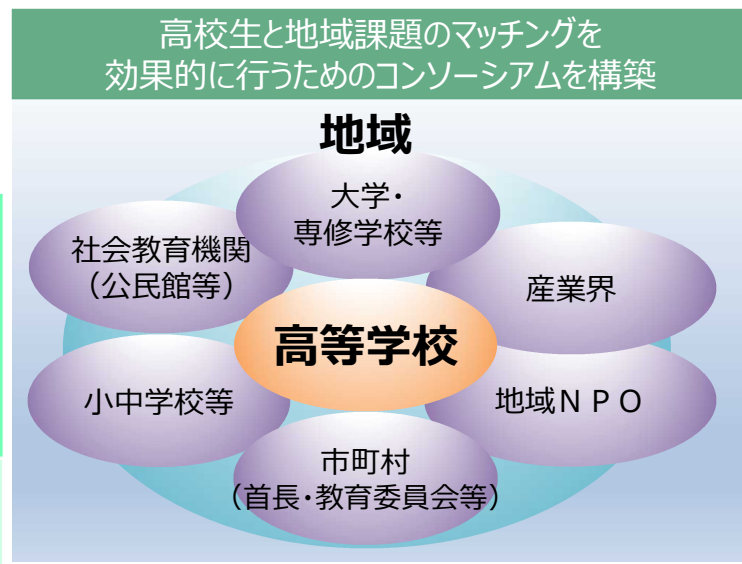 高校生と地域課題のマッチングを
効果的に行うためのコンソーシアムを構築
地域
大学・
専修学校等
社会教育機関
（公民館等）
産業界
高等学校
小中学校等
地域ＮＰＯ
市町村
（首長・教育委員会等）